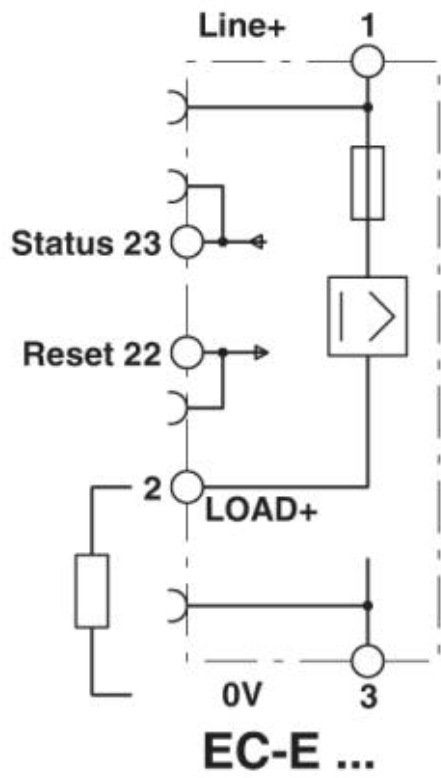 Line+ 1
Status 23
Reset 22
2 LOAD+
0V 3
EC-E ...